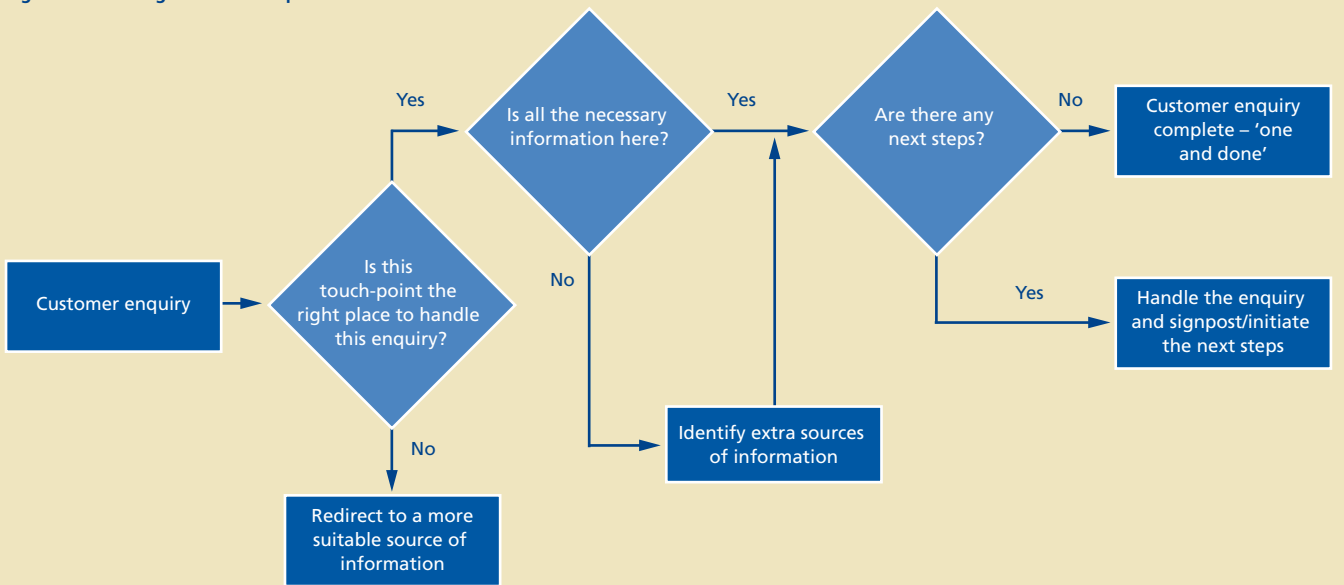 Customer enquiry
Is this
touch-point the
right place to handle
this enquiry?
Yes
No
Redirect to a more
suitable source of
information
Is all the necessary
information here?
Yes
No
Identify extra sources
of information
Are there any
next steps?
No
Customer enquiry
complete – ‘one
and done’
Yes
Handle the enquiry
and signpost/initiate
the next steps